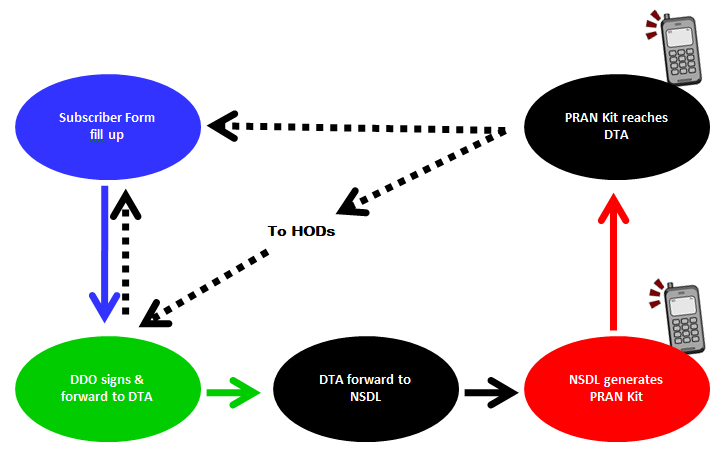 Subscriber Form
fill up
PRAN Kit reaches
DTA
To HODs
DDO signs &
forward to DTA
DTA forward to
NSDL
NSDL generates
PRAN Kit